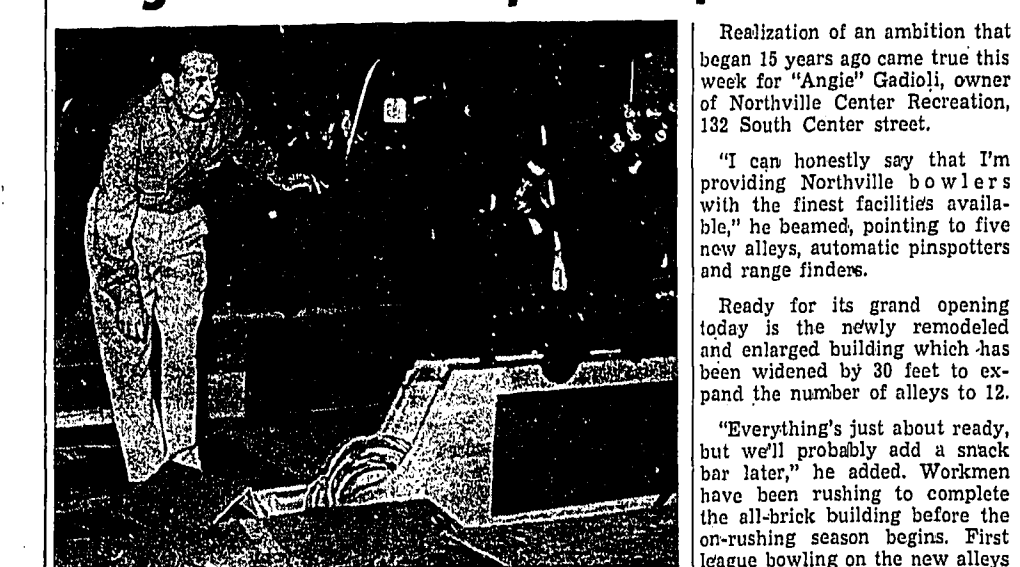 Realization of an ambition that
began 15 years ago came true this
week for "Angie" Gadioli, owner
of Northville Center Recreation,
132 South Center street.
"I can honestly say that I'm
providing Northville bowlers
with the finest facilities availa-
ble," he beamed, pointing to five
new alleys, automatic pinspotters
and range finders.
Ready for its grand opening
today is the newly remodeled
and enlarged building which has
been widened by 30 feet to ex-
pand the number of alleys to 12.
"Everything's just about ready,
but we'll probably add a snack
bar later," he added. Workmen
have been rushing to complete
the all-brick building before the
on-rushing season begins. First
league bowling on the new alleys